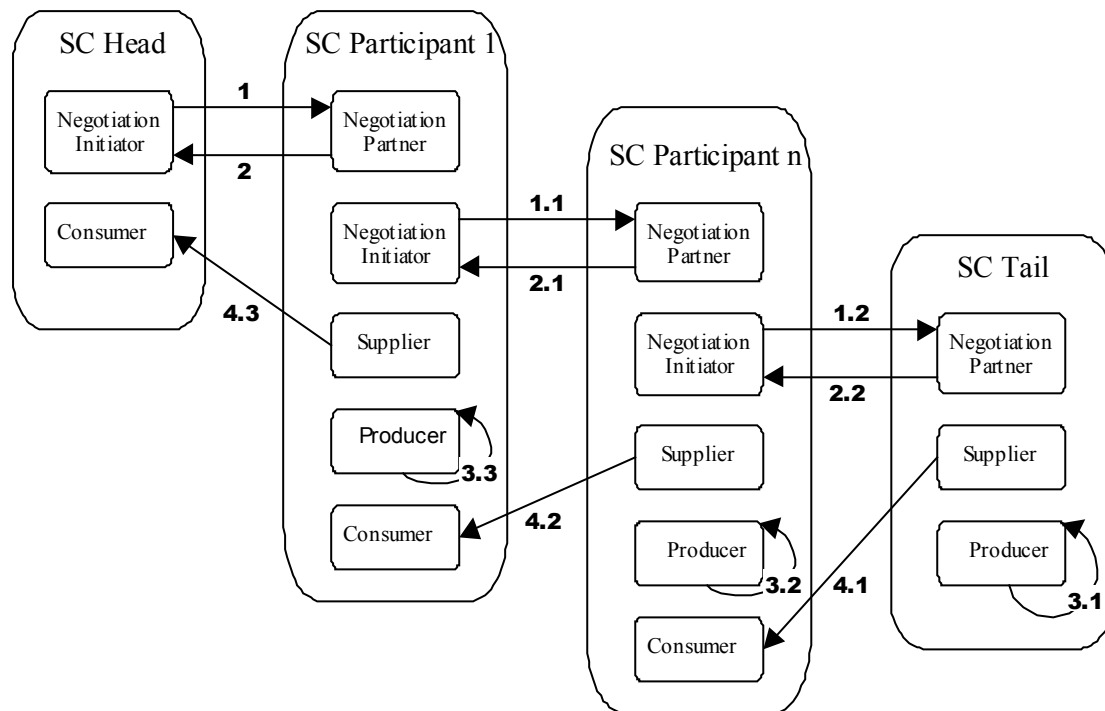 SC Head
Negotiation
Initiator
Consumer
1
2
4.3
SC Participant 1
Negotiation
Partner
Negotiation
Initiator
Supplier
Producer
3.3
Consumer
1.1
2.1
4.2
SC Participant n
Negotiation
Partner
Negotiation
Initiator
Supplier
Producer
3.2
Consumer
1.2
2.2
4.1
SC Tail
Negotiation
Partner
Supplier
Producer
3.1